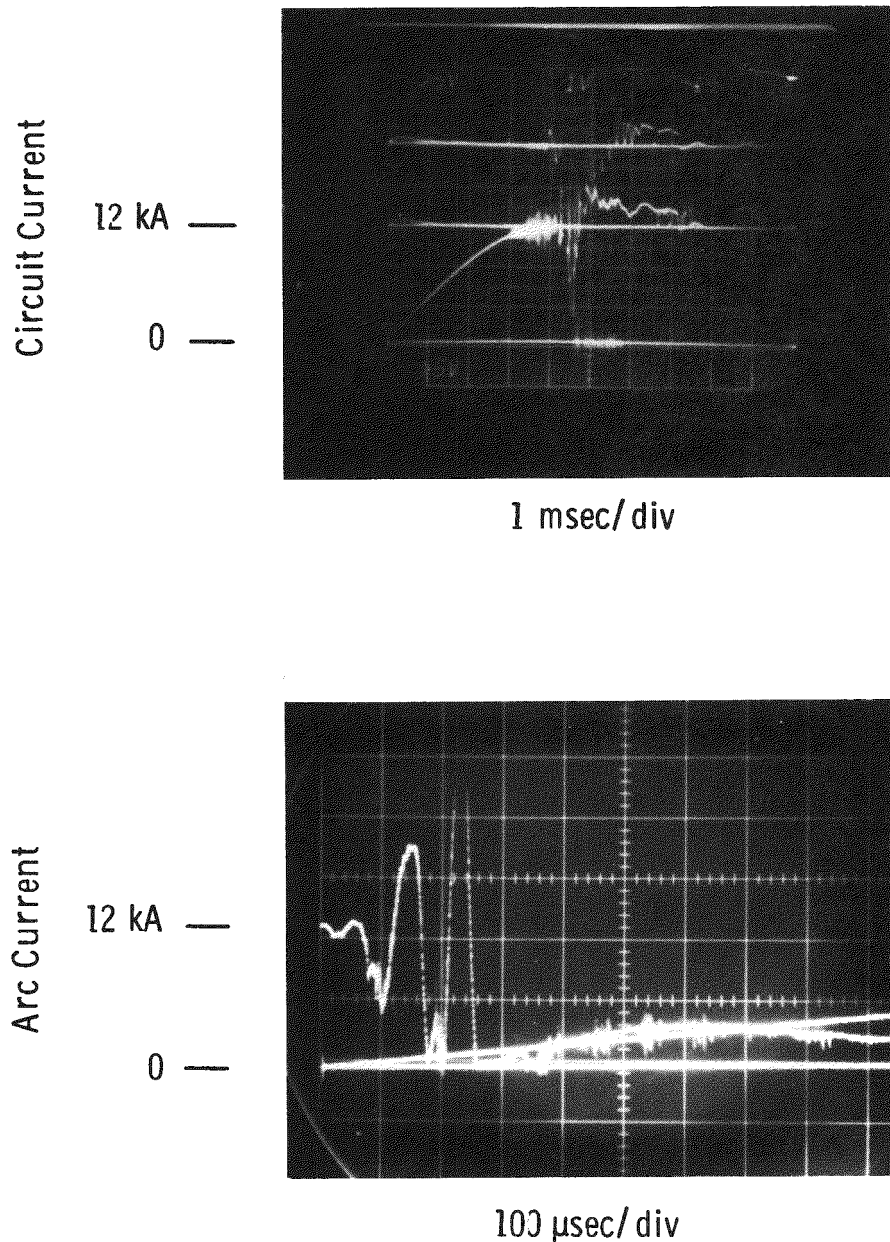 Circuit Current
12 kA
0
1 msec/div
Arc Current
12 kA
0
100 μsec/div